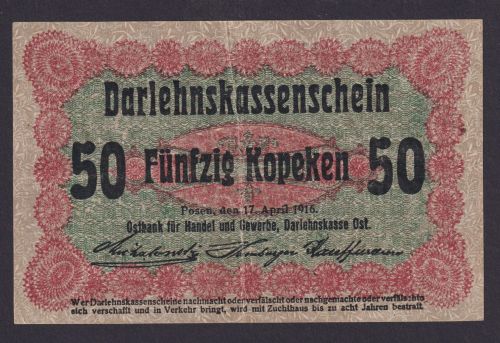 Darlehnskassenschein
50 Fünfzig Kopeken 50
Posen, den 17. April 1916.
Ostbank für Handel und Gewerbe, Darlehnskasse Ost.
Wer Darlehnskassenscheine nachmacht oder verfälscht oder nachgemachte oder verfälschte
sich verschafft und in Verkehr bringt, wird mit Zuchthaus bis zu acht Jahren bestraft.